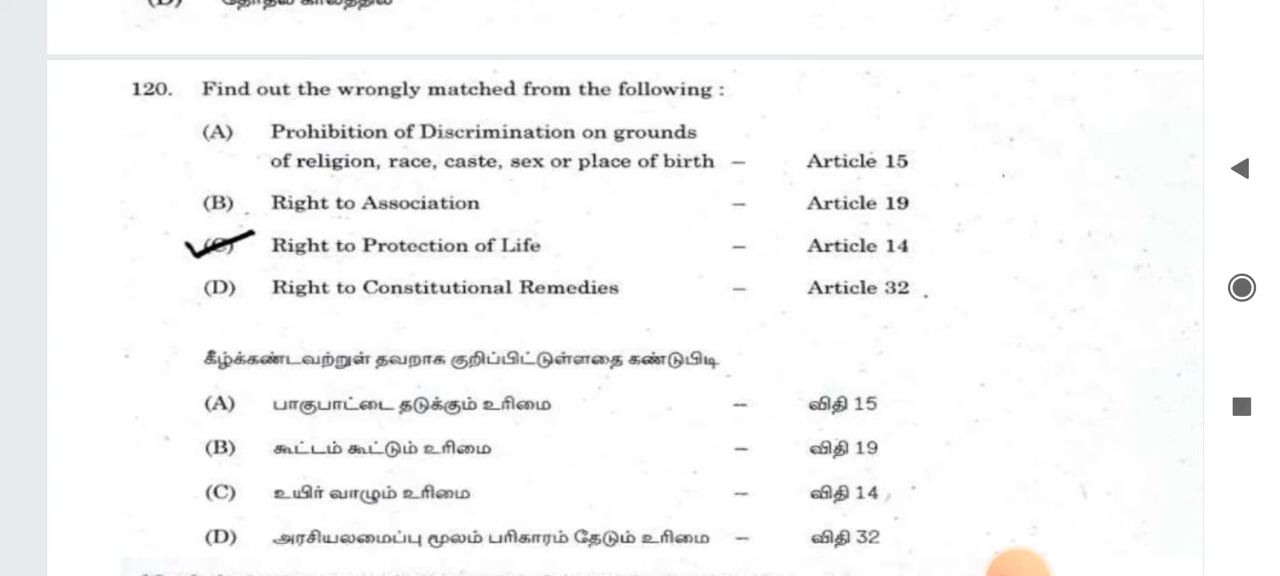 120. Find out the wrongly matched from the following :
(A) Prohibition of Discrimination on grounds
of religion, race, caste, sex or place of birth – Article 15
(B) Right to Association – Article 19
(C) Right to Protection of Life – Article 14
(D) Right to Constitutional Remedies – Article 32
கீழ்க்கண்டவற்றுள் தவறாக குறிப்பிட்டுள்ளதை கண்டுபிடி
(A) பாகுபாட்டை தடுக்கும் உரிமை – விதி 15
(B) கூட்டம் கூட்டும் உரிமை – விதி 19
(C) உயிர் வாழும் உரிமை – விதி 14
(D) அரசியலமைப்பு மூலம் பரிகாரம் தேடும் உரிமை – விதி 32